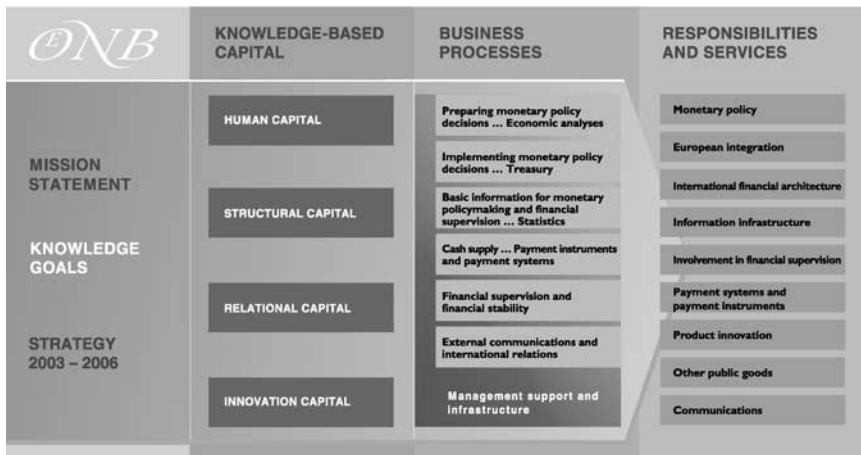 OENB
KNOWLEDGE-BASED
CAPITAL
BUSINESS
PROCESSES
RESPONSIBILITIES
AND SERVICES
MISSION
STATEMENT
KNOWLEDGE
GOALS
STRATEGY
2003 – 2006
HUMAN CAPITAL
STRUCTURAL CAPITAL
RELATIONAL CAPITAL
INNOVATION CAPITAL
Preparing monetary policy
decisions ... Economic analyses
Implementing monetary policy
decisions ... Treasury
Basic information for monetary
policymaking and financial
supervision ... Statistics
Cash supply ... Payment instruments
and payment systems
Financial supervision and
financial stability
External communications and
international relations
Management support and
infrastructure
Monetary policy
European integration
International financial architecture
Information infrastructure
Involvement in financial supervision
Payment systems and
payment instruments
Product innovation
Other public goods
Communications